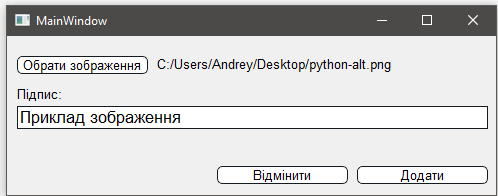 MainWindow
Обрати зображення C:/Users/Andrey/Desktop/python-alt.png
Підпис:
Приклад зображення
Відмінити Додати